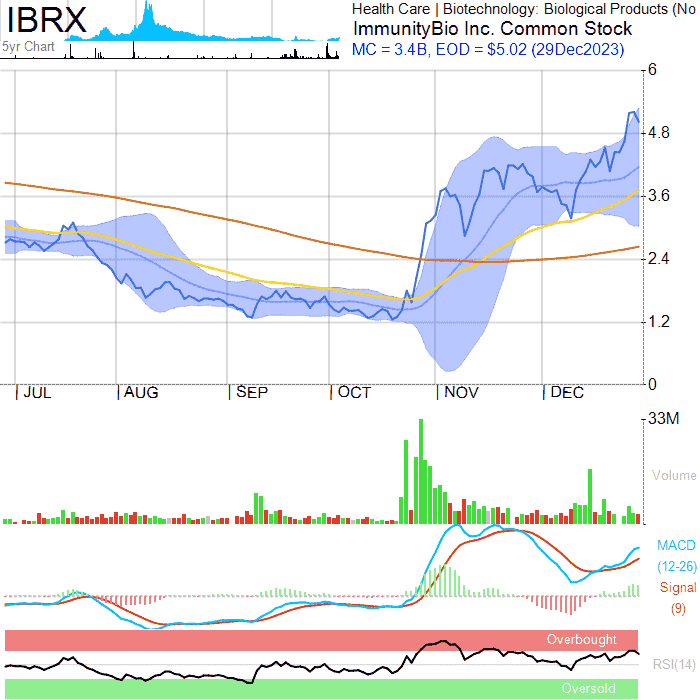 IBRX
5yr Chart
Health Care | Biotechnology: Biological Products (No
ImmunityBio Inc. Common Stock
MC = 3.4B, EOD = $5.02 (29Dec2023)
6
4.8
3.6
2.4
1.2
0
JUL AUG SEP OCT NOV DEC
33M
Volume
MACD
(12-26)
Signal
(9)
Overbought
RSI(14)
Oversold